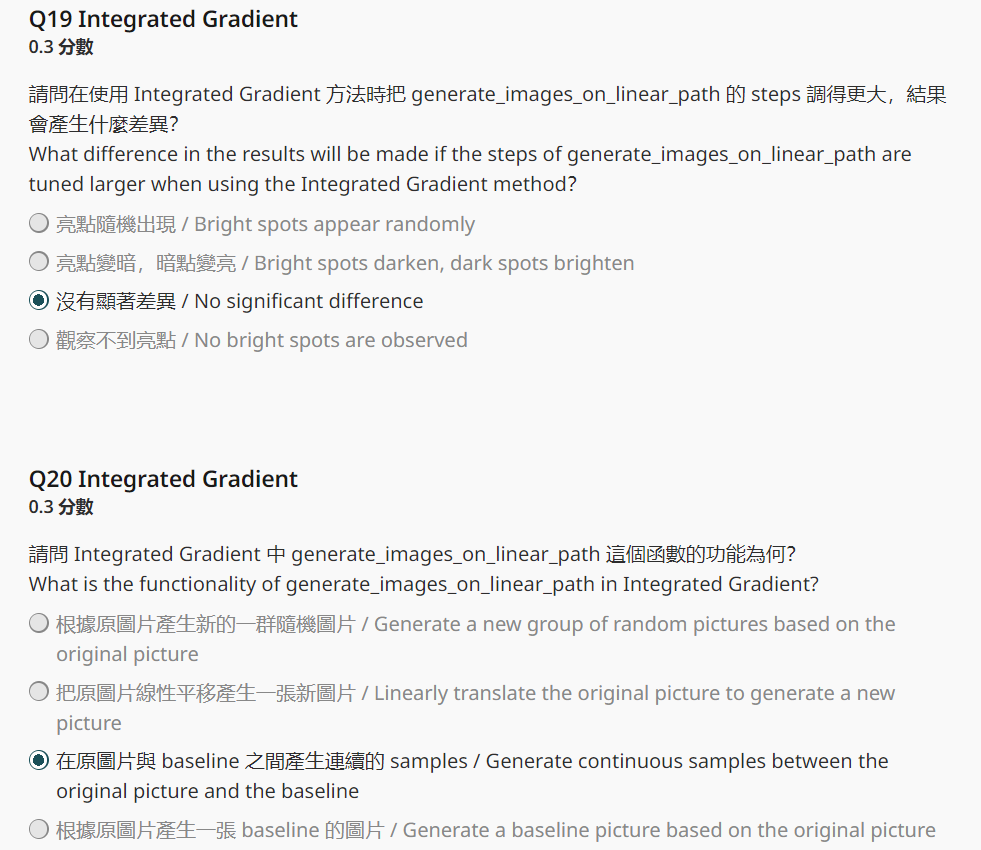 Q19 Integrated Gradient
0.3 分數
請問在使用 Integrated Gradient 方法時把 generate_images_on_linear_path 的 steps 調得更大，結果
會產生什麼差異?
What difference in the results will be made if the steps of generate_images_on_linear_path are
tuned larger when using the Integrated Gradient method?
亮點隨機出現 / Bright spots appear randomly
亮點變暗，暗點變亮 / Bright spots darken, dark spots brighten
沒有顯著差異 / No significant difference
觀察不到亮點 / No bright spots are observed
Q20 Integrated Gradient
0.3 分數
請問 Integrated Gradient 中 generate_images_on_linear_path 這個函數的功能為何?
What is the functionality of generate_images_on_linear_path in Integrated Gradient?
根據原圖片產生新的一群隨機圖片 / Generate a new group of random pictures based on the
original picture
把原圖片線性平移產生一張新圖片 / Linearly translate the original picture to generate a new
picture
在原圖片與 baseline 之間產生連續的 samples / Generate continuous samples between the
original picture and the baseline
根據原圖片產生一張 baseline 的圖片 / Generate a baseline picture based on the original picture